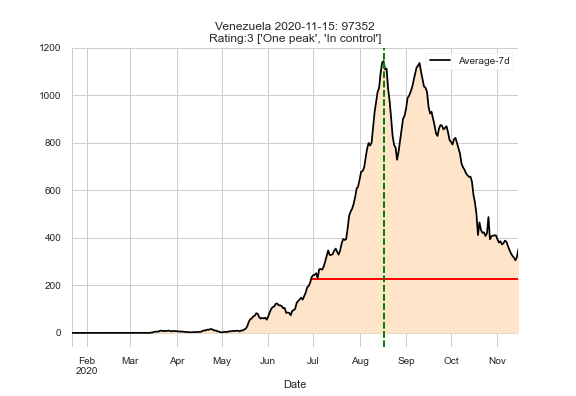 Venezuela 2020-11-15: 97352
Rating:3 ['One peak', 'In control']
Average-7d
1200
1000
800
600
400
200
0
Feb Mar Apr May Jun Jul Aug Sep Oct Nov
2020
Date